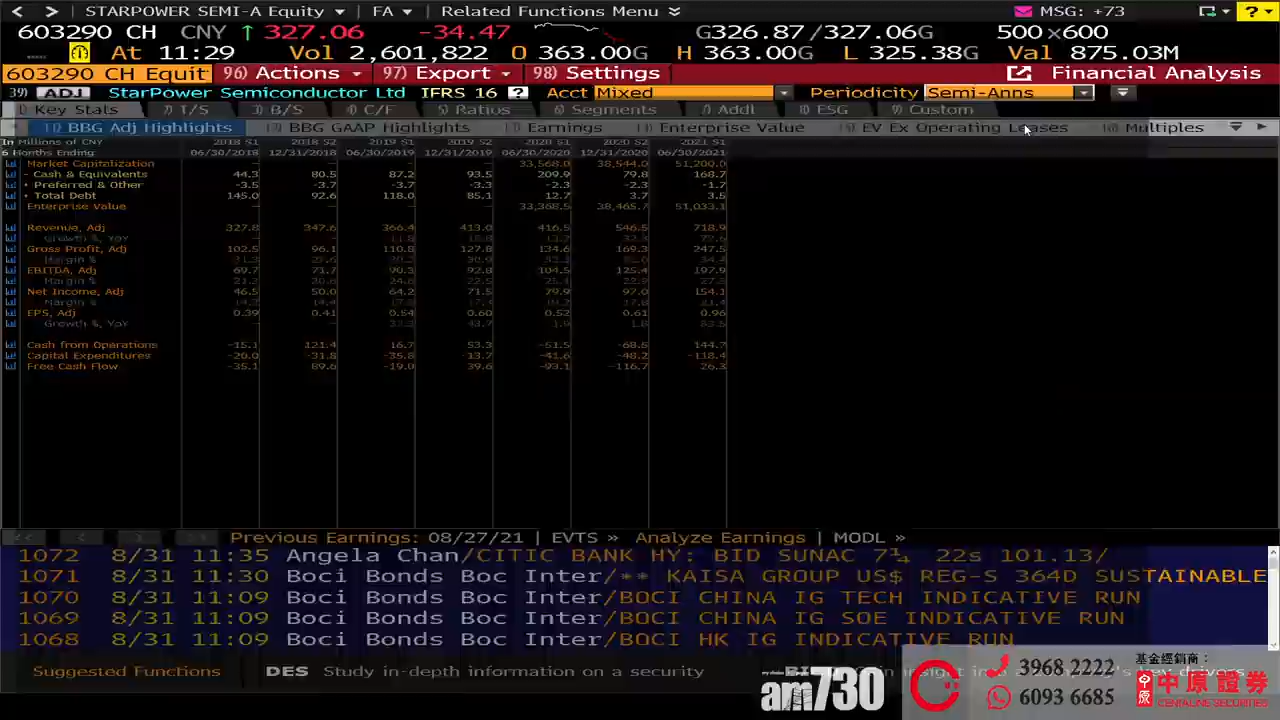 STARPOWER SEMI-A Equity FA Related Functions Menu MSG: +73
603290 CH CNY ↑ 327.06 -34.47 G326.87/327.06G 500×600
At 11:29 Vol 2,601,822 O 363.00G H 363.00G L 325.38G Val 875.03M
603290 CH Equit 96) Actions 97) Export 98) Settings Financial Analysis
39) ADJ StarPower Semiconductor Ltd IFRS 16 ? Acct Mixed Periodicity Semi-Anns
Key Stats I/S B/S C/F Ratios Segments Addl ESG Custom
BBG Adj Highlights BBG GAAP Highlights Earnings Enterprise Value EV Ex Operating Leases Multiples
In Millions of CNY 2018 S1 2018 S2 2019 S1 2019 S2 2020 S1 2020 S2 2021 S1
6 Months Ending 06/30/2018 12/31/2018 06/30/2019 12/31/2019 06/30/2020 12/31/2020 06/30/2021
Market Capitalization — — — — 33,568.0 38,544.0 51,200.0
- Cash & Equivalents 44.3 80.5 87.2 93.5 209.9 79.8 168.7
+ Preferred & Other -3.5 -3.7 -3.7 -3.3 -2.3 -2.3 -1.7
+ Total Debt 145.0 92.6 118.0 85.1 12.7 3.7 3.5
Enterprise Value — — — — 33,368.5 38,465.7 51,033.1
Revenue, Adj 327.8 347.6 366.4 413.0 416.5 546.5 718.9
Growth %, YoY — — 11.8 18.8
Gross Profit, Adj 102.5 96.1 110.8 127.8 134.6 169.3 247.5
Margin %
EBITDA, Adj 69.7 71.7 90.3 92.8 104.5 125.4 197.9
Margin %
Net Income, Adj 46.5 50.0 64.2 71.5 79.9 97.0 154.1
Margin %
EPS, Adj 0.39 0.41 0.54 0.60 0.52 0.61 0.96
Growth %, YoY
Cash from Operations -15.1 121.4 16.7 53.3 -51.5 -68.5 144.7
Capital Expenditures -20.0 -31.8 -35.8 -13.7 -41.6 -48.2 -118.4
Free Cash Flow -35.1 89.6 -19.0 39.6 -93.1 -116.7 26.3
Previous Earnings: 08/27/21 | EVTS » Analyze Earnings | MODL »
1072 8/31 11:35 Angela Chan/CITIC BANK HY: BID SUNAC 7¼ 22s 101.13/
1071 8/31 11:30 Boci Bonds Boc Inter/** KAISA GROUP US$ REG-S 364D SUSTAINABLE
1070 8/31 11:09 Boci Bonds Boc Inter/BOCI CHINA IG TECH INDICATIVE RUN
1069 8/31 11:09 Boci Bonds Boc Inter/BOCI CHINA IG SOE INDICATIVE RUN
1068 8/31 11:09 Boci Bonds Boc Inter/BOCI HK IG INDICATIVE RUN
Suggested Functions DES Study in-depth information on a security
am730
3968 2222
6093 6685
基金經銷商：
中原證券
CENTALINE SECURITIES